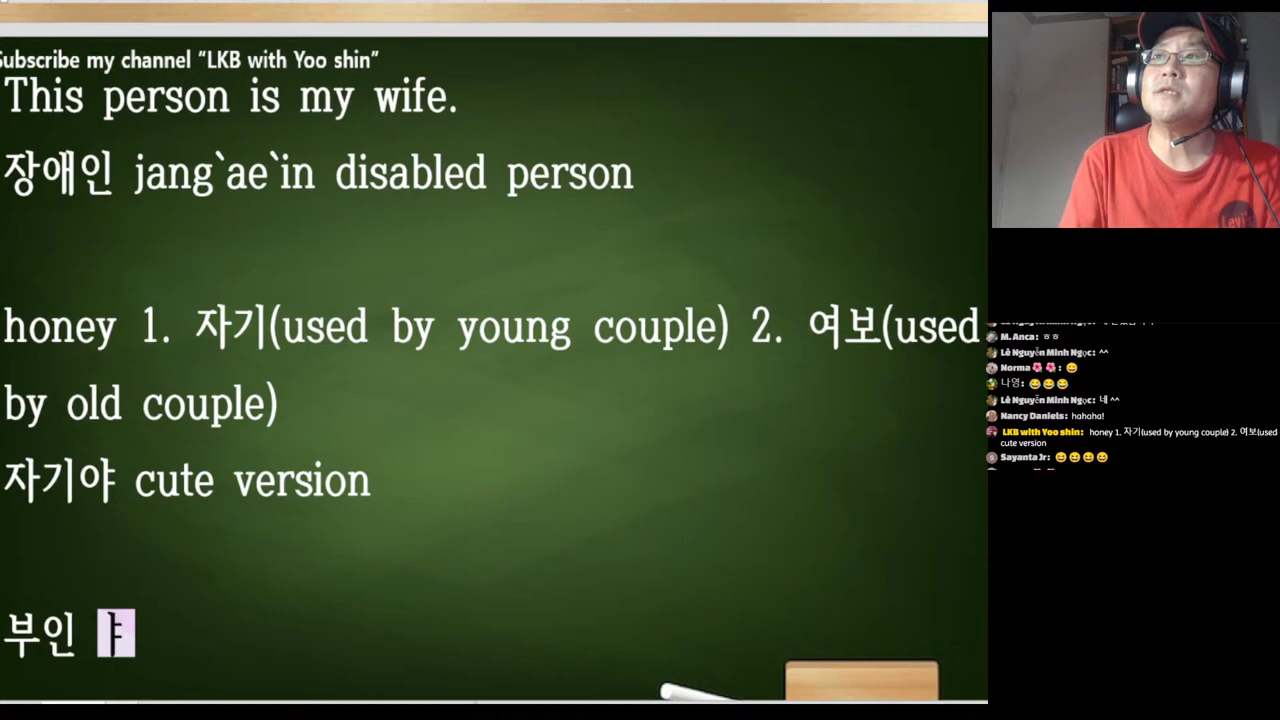 Subscribe my channel “LKB with Yoo shin”
This person is my wife.
장애인 jang`ae`in disabled person
honey 1. 자기(used by young couple) 2. 여보(used
by old couple)
자기야 cute version
부인 ㅑ
Levi's
M. Anca: ㅎㅎ
Lê Nguyễn Minh Ngọc: ^^
Norma🌺🌺: 😄
나영: 😂😂😂
Lê Nguyễn Minh Ngọc: 네 ^^
Nancy Daniels: hahaha!
LKB with Yoo shin: honey 1. 자기(used by young couple) 2. 여보(used
cute version
Sayanta Jr: 😆😆😆😆